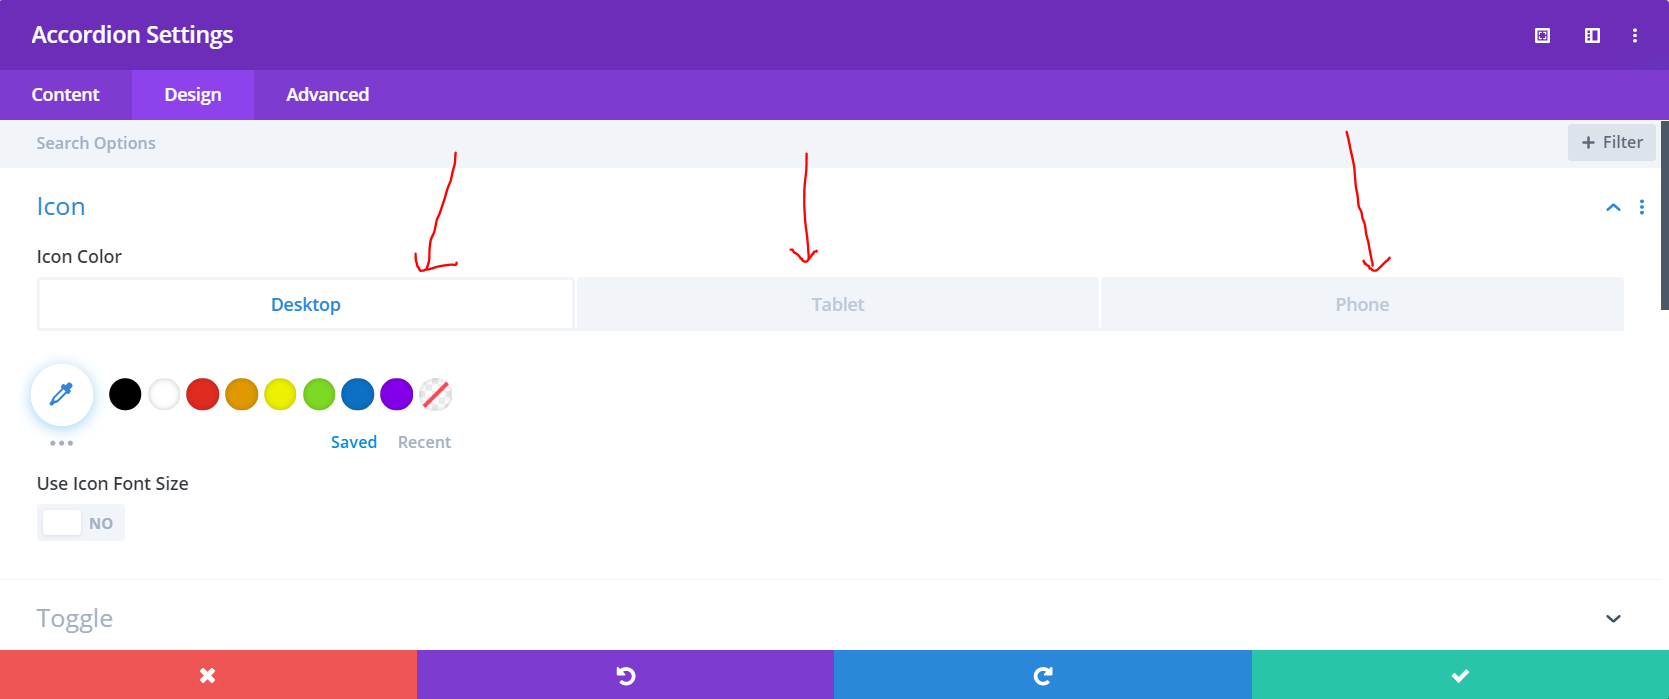 Accordion Settings
Content Design Advanced
Search Options + Filter
Icon
Icon Color
Desktop Tablet Phone
Saved Recent
Use Icon Font Size
NO
Toggle